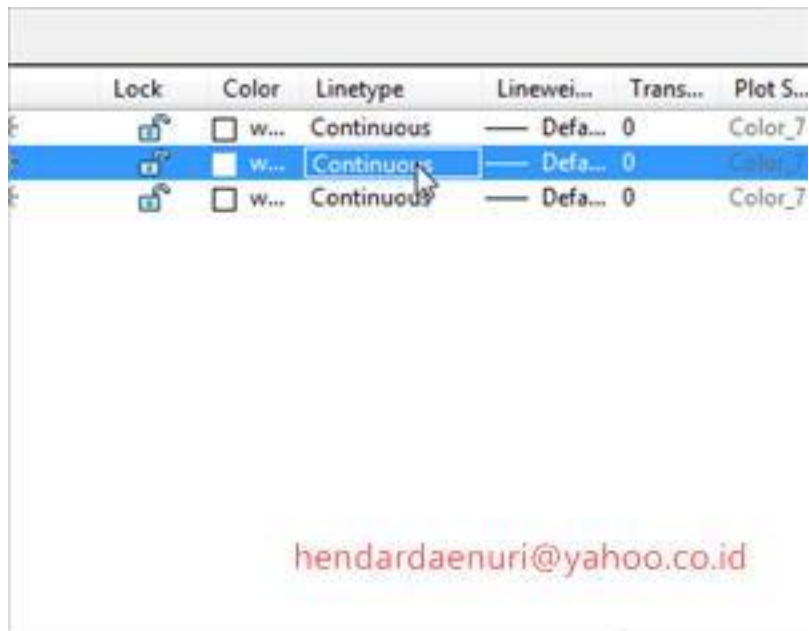 Lock Color Linetype Linewei... Trans... Plot S...
w... Continuous Defa... 0 Color_7
w... Continuous Defa... 0 Color_7
w... Continuous Defa... 0 Color_7
hendardaenuri@yahoo.co.id